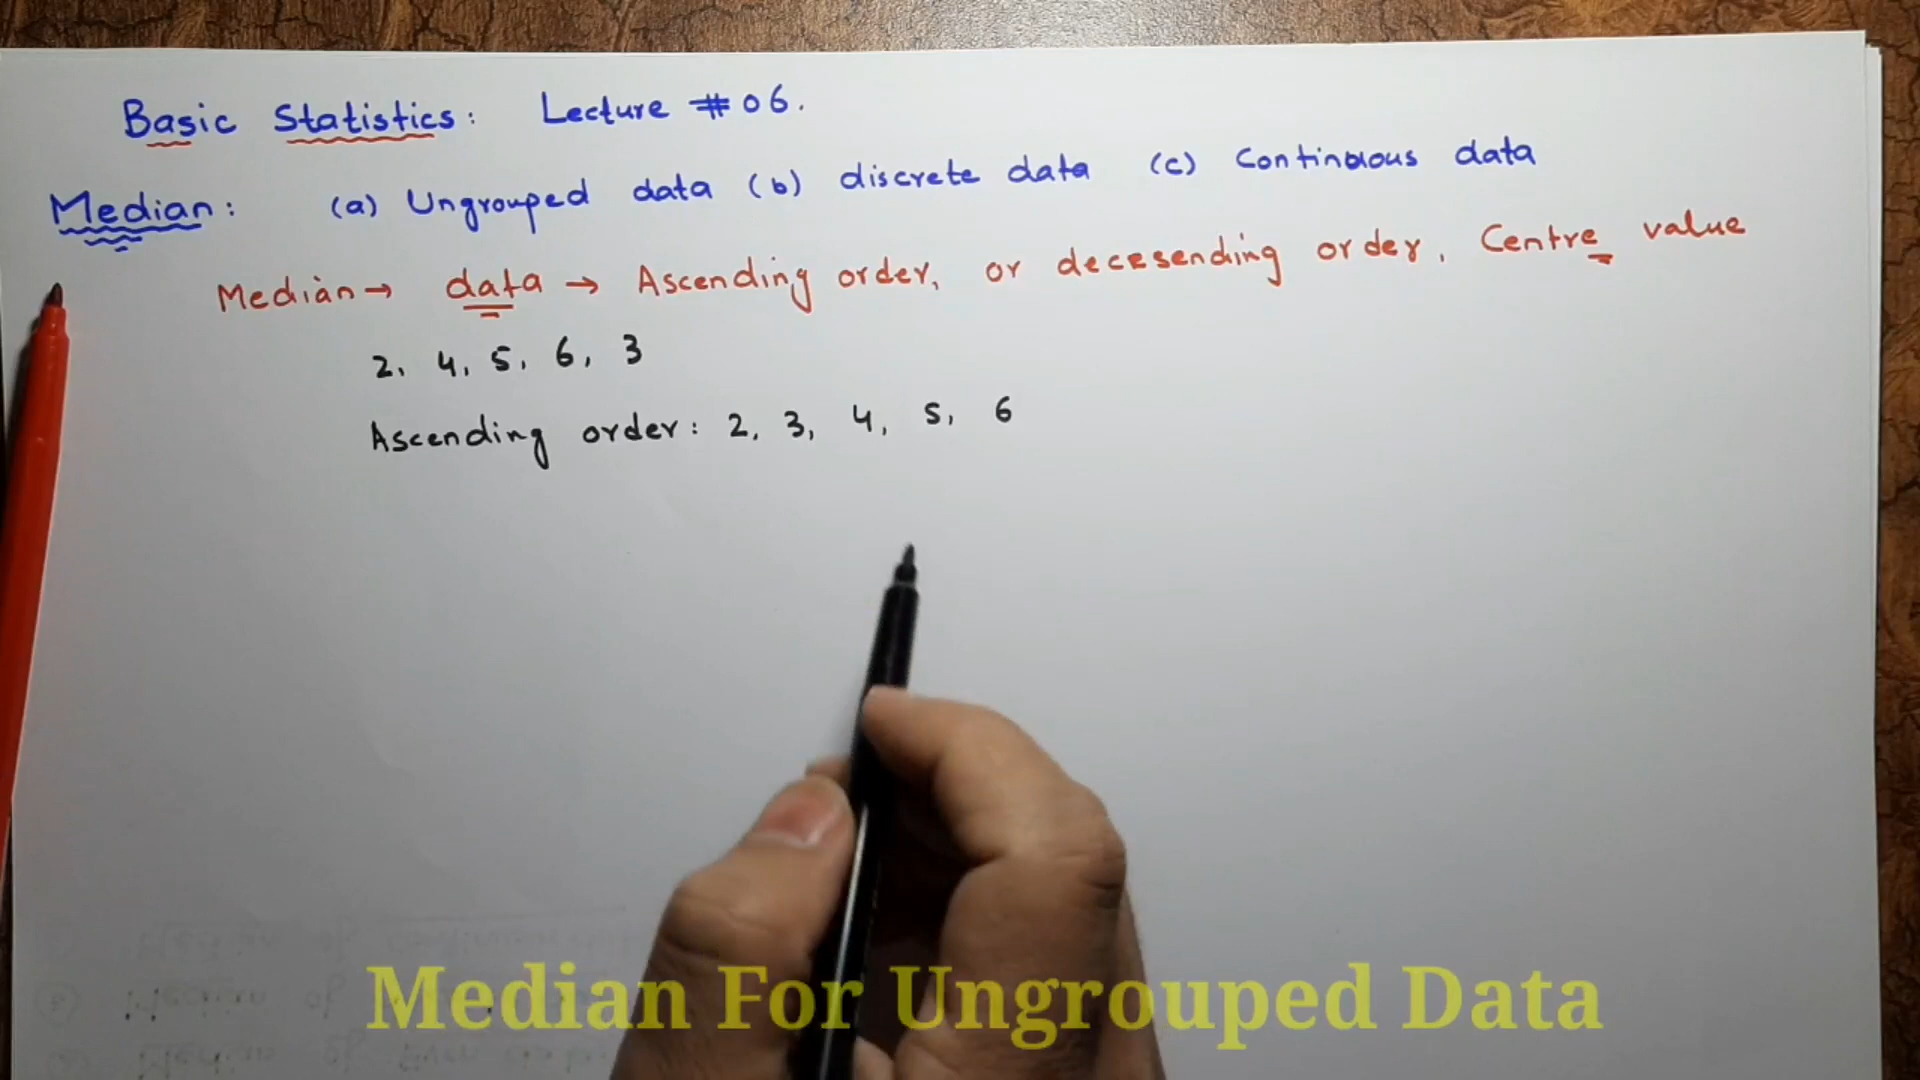 Basic Statistics: Lecture #06.
Median: (a) Ungrouped data (b) discrete data (c) Continuous data
Median→ data → Ascending order, or decesending order, Centre value
2, 4, 5, 6, 3
Ascending order: 2, 3, 4, 5, 6
Median For Ungrouped Data